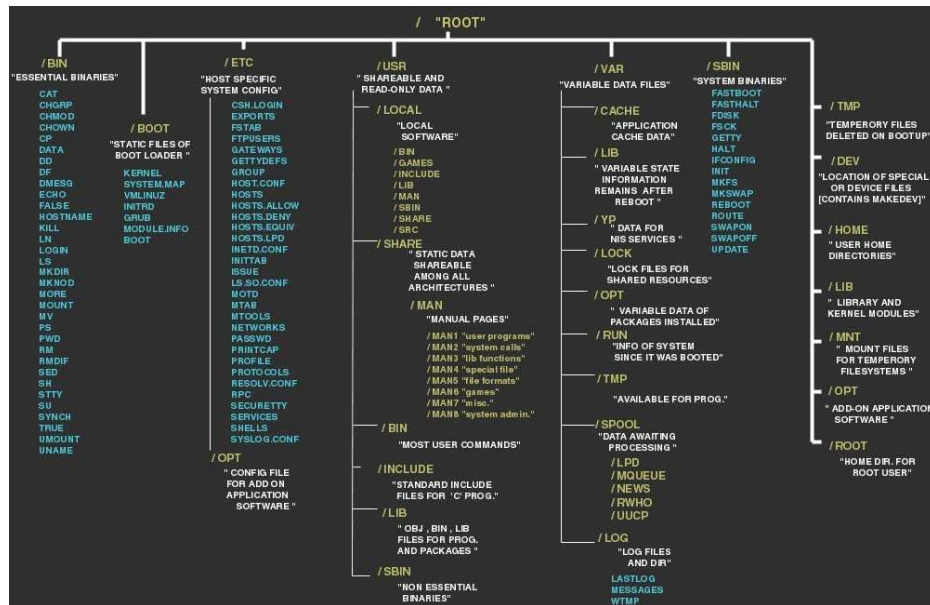 / "ROOT"
/ BIN
"ESSENTIAL BINARIES"
CAT
CHGRP
CHMOD
CHOWN
CP
DATA
DD
DF
DMESG
ECHO
FALSE
HOSTNAME
KILL
LN
LOGIN
LS
MKDIR
MKNOD
MORE
MOUNT
MV
PS
PWD
RM
RMDIF
SED
SH
STTY
SU
SYNCH
TRUE
UMOUNT
UNAME
/ BOOT
"STATIC FILES OF
BOOT LOADER "
KERNEL
SYSTEM.MAP
VMLINUZ
INITRD
GRUB
MODULE.INFO
BOOT
/ ETC
"HOST SPECIFIC
SYSTEM CONFIG"
CSH.LOGIN
EXPORTS
FSTAB
FTPUSERS
GATEWAYS
GETTYDEFS
GROUP
HOST.CONF
HOSTS
HOSTS.ALLOW
HOSTS.DENY
HOSTS.EQUIV
HOSTS.LPD
INETD.CONF
INITTAB
ISSUE
LS.SO.CONF
MOTD
MTAB
MTOOLS
NETWORKS
PASSWD
PRINTCAP
PROFILE
PROTOCOLS
RESOLV.CONF
RPC
SECURETTY
SERVICES
SHELLS
SYSLOG.CONF
/ OPT
" CONFIG FILE
FOR ADD ON
APPLICATION
SOFTWARE "
/ USR
" SHAREABLE AND
READ-ONLY DATA "
/ LOCAL
"LOCAL
SOFTWARE"
/ BIN
/ GAMES
/ INCLUDE
/ LIB
/ MAN
/ SBIN
/ SHARE
/ SRC
/ SHARE
" STATIC DATA
SHAREABLE
AMONG ALL
ARCHITECTURES "
/ MAN
"MANUAL PAGES"
/ MAN1 "user programs"
/ MAN2 "system calls"
/ MAN3 "lib functions"
/ MAN4 "special file"
/ MAN5 "file formats"
/ MAN6 "games"
/ MAN7 "misc."
/ MAN8 "system admin."
/ BIN
"MOST USER COMMANDS"
/ INCLUDE
"STANDARD INCLUDE
FILES FOR 'C' PROG."
/ LIB
" OBJ , BIN , LIB
FILES FOR PROG.
AND PACKAGES "
/ SBIN
"NON ESSENTIAL
BINARIES"
/ VAR
"VARIABLE DATA FILES"
/ CACHE
"APPLICATION
CACHE DATA"
/ LIB
" VARIABLE STATE
INFORMATION
REMAINS AFTER
REBOOT "
/ YP
" DATA FOR
NIS SERVICES "
/ LOCK
"LOCK FILES FOR
SHARED RESOURCES"
/ OPT
" VARIABLE DATA OF
PACKAGES INSTALLED"
/ RUN
"INFO OF SYSTEM
SINCE IT WAS BOOTED"
/ TMP
"AVAILABLE FOR PROG."
/ SPOOL
"DATA AWAITING
PROCESSING "
/ LPD
/ MQUEUE
/ NEWS
/ RWHO
/ UUCP
/ LOG
"LOG FILES
AND DIR"
LASTLOG
MESSAGES
WTMP
/ SBIN
"SYSTEM BINARIES"
FASTBOOT
FASTHALT
FDISK
FSCK
GETTY
HALT
IFCONFIG
INIT
MKFS
MKSWAP
REBOOT
ROUTE
SWAPON
SWAPOFF
UPDATE
/ TMP
"TEMPERORY FILES
DELETED ON BOOTUP"
/ DEV
"LOCATION OF SPECIAL
OR DEVICE FILES
[CONTAINS MAKEDEV]"
/ HOME
" USER HOME
DIRECTORIES"
/ LIB
" LIBRARY AND
KERNEL MODULES"
/ MNT
" MOUNT FILES
FOR TEMPERORY
FILESYSTEMS "
/ OPT
" ADD-ON APPLICATION
SOFTWARE "
/ ROOT
"HOME DIR. FOR
ROOT USER"